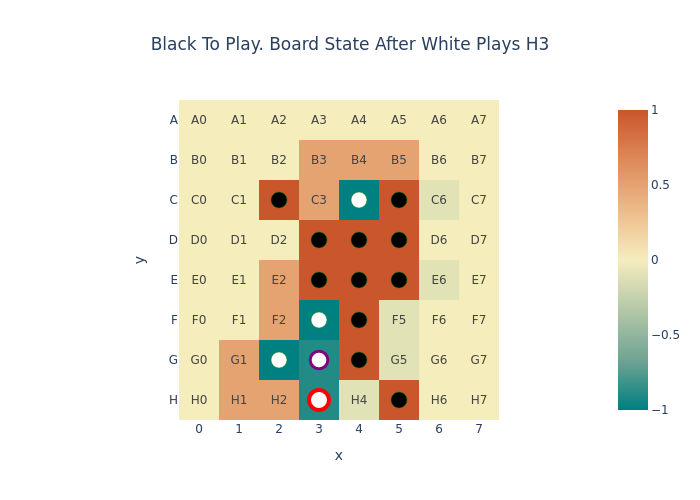 Black To Play. Board State After White Plays H3
A A0 A1 A2 A3 A4 A5 A6 A7
B B0 B1 B2 B3 B4 B5 B6 B7
C C0 C1 C3 C6 C7
D D0 D1 D2 D6 D7
E E0 E1 E2 E6 E7
F F0 F1 F2 F5 F6 F7
G G0 G1 G5 G6 G7
H H0 H1 H2 H4 H6 H7
0 1 2 3 4 5 6 7
x
y
1
0.5
0
−0.5
−1